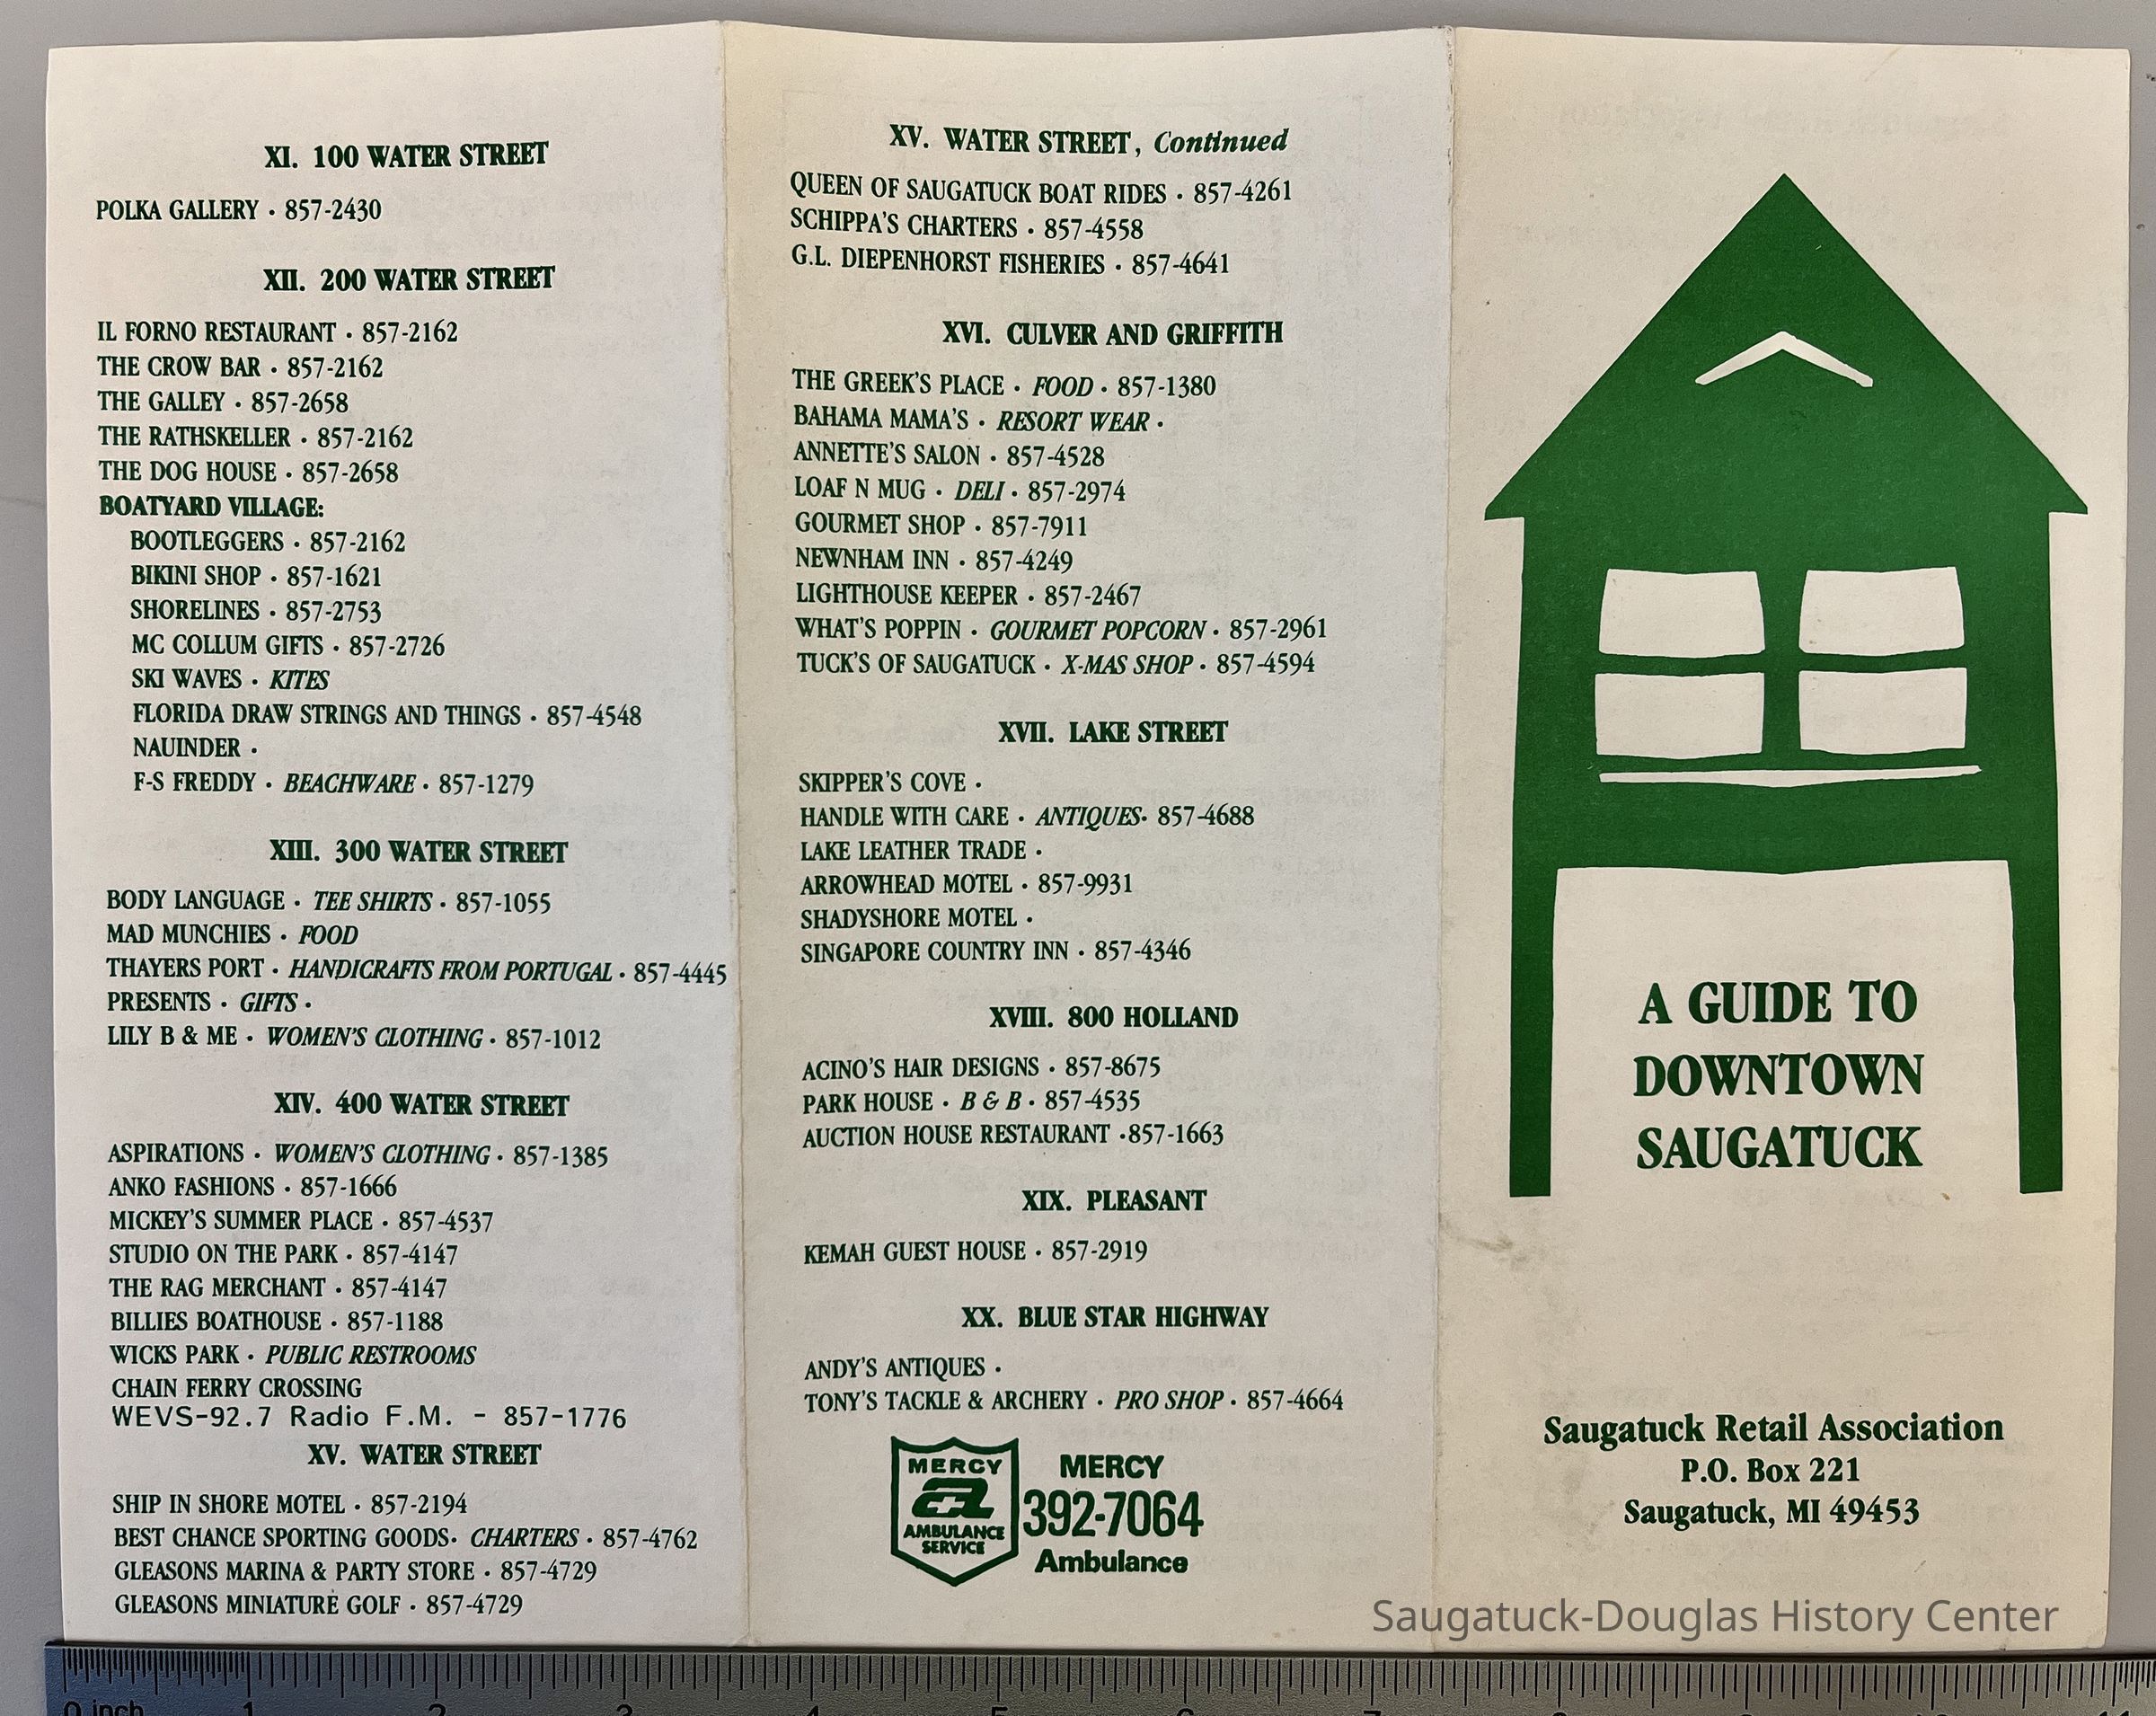 XI. 100 WATER STREET
POLKA GALLERY · 857-2430
XII. 200 WATER STREET
IL FORNO RESTAURANT · 857-2162
THE CROW BAR · 857-2162
THE GALLEY · 857-2658
THE RATHSKELLER · 857-2162
THE DOG HOUSE · 857-2658
BOATYARD VILLAGE:
BOOTLEGGERS · 857-2162
BIKINI SHOP · 857-1621
SHORELINES · 857-2753
MC COLLUM GIFTS · 857-2726
SKI WAVES · KITES
FLORIDA DRAW STRINGS AND THINGS · 857-4548
NAUINDER ·
F-S FREDDY · BEACHWARE · 857-1279
XIII. 300 WATER STREET
BODY LANGUAGE · TEE SHIRTS · 857-1055
MAD MUNCHIES · FOOD
THAYERS PORT · HANDICRAFTS FROM PORTUGAL · 857-4445
PRESENTS · GIFTS ·
LILY B & ME · WOMEN'S CLOTHING · 857-1012
XIV. 400 WATER STREET
ASPIRATIONS · WOMEN'S CLOTHING · 857-1385
ANKO FASHIONS · 857-1666
MICKEY'S SUMMER PLACE · 857-4537
STUDIO ON THE PARK · 857-4147
THE RAG MERCHANT · 857-4147
BILLIES BOATHOUSE · 857-1188
WICKS PARK · PUBLIC RESTROOMS
CHAIN FERRY CROSSING
WEVS-92.7 Radio F.M. - 857-1776
XV. WATER STREET
SHIP IN SHORE MOTEL · 857-2194
BEST CHANCE SPORTING GOODS· CHARTERS · 857-4762
GLEASONS MARINA & PARTY STORE · 857-4729
GLEASONS MINIATURE GOLF · 857-4729
XV. WATER STREET, Continued
QUEEN OF SAUGATUCK BOAT RIDES · 857-4261
SCHIPPA'S CHARTERS · 857-4558
G.L. DIEPENHORST FISHERIES · 857-4641
XVI. CULVER AND GRIFFITH
THE GREEK'S PLACE · FOOD · 857-1380
BAHAMA MAMA'S · RESORT WEAR ·
ANNETTE'S SALON · 857-4528
LOAF N MUG · DELI · 857-2974
GOURMET SHOP · 857-7911
NEWNHAM INN · 857-4249
LIGHTHOUSE KEEPER · 857-2467
WHAT'S POPPIN · GOURMET POPCORN · 857-2961
TUCK'S OF SAUGATUCK · X-MAS SHOP · 857-4594
XVII. LAKE STREET
SKIPPER'S COVE ·
HANDLE WITH CARE · ANTIQUES· 857-4688
LAKE LEATHER TRADE ·
ARROWHEAD MOTEL · 857-9931
SHADYSHORE MOTEL ·
SINGAPORE COUNTRY INN · 857-4346
XVIII. 800 HOLLAND
ACINO'S HAIR DESIGNS · 857-8675
PARK HOUSE · B & B · 857-4535
AUCTION HOUSE RESTAURANT ·857-1663
XIX. PLEASANT
KEMAH GUEST HOUSE · 857-2919
XX. BLUE STAR HIGHWAY
ANDY'S ANTIQUES ·
TONY'S TACKLE & ARCHERY · PRO SHOP · 857-4664
MERCY
a
AMBULANCE
SERVICE
MERCY
392-7064
Ambulance
A GUIDE TO
DOWNTOWN
SAUGATUCK
Saugatuck Retail Association
P.O. Box 221
Saugatuck, MI 49453
Saugatuck-Douglas History Center
0 inch 1 2 3 4 5 6 7